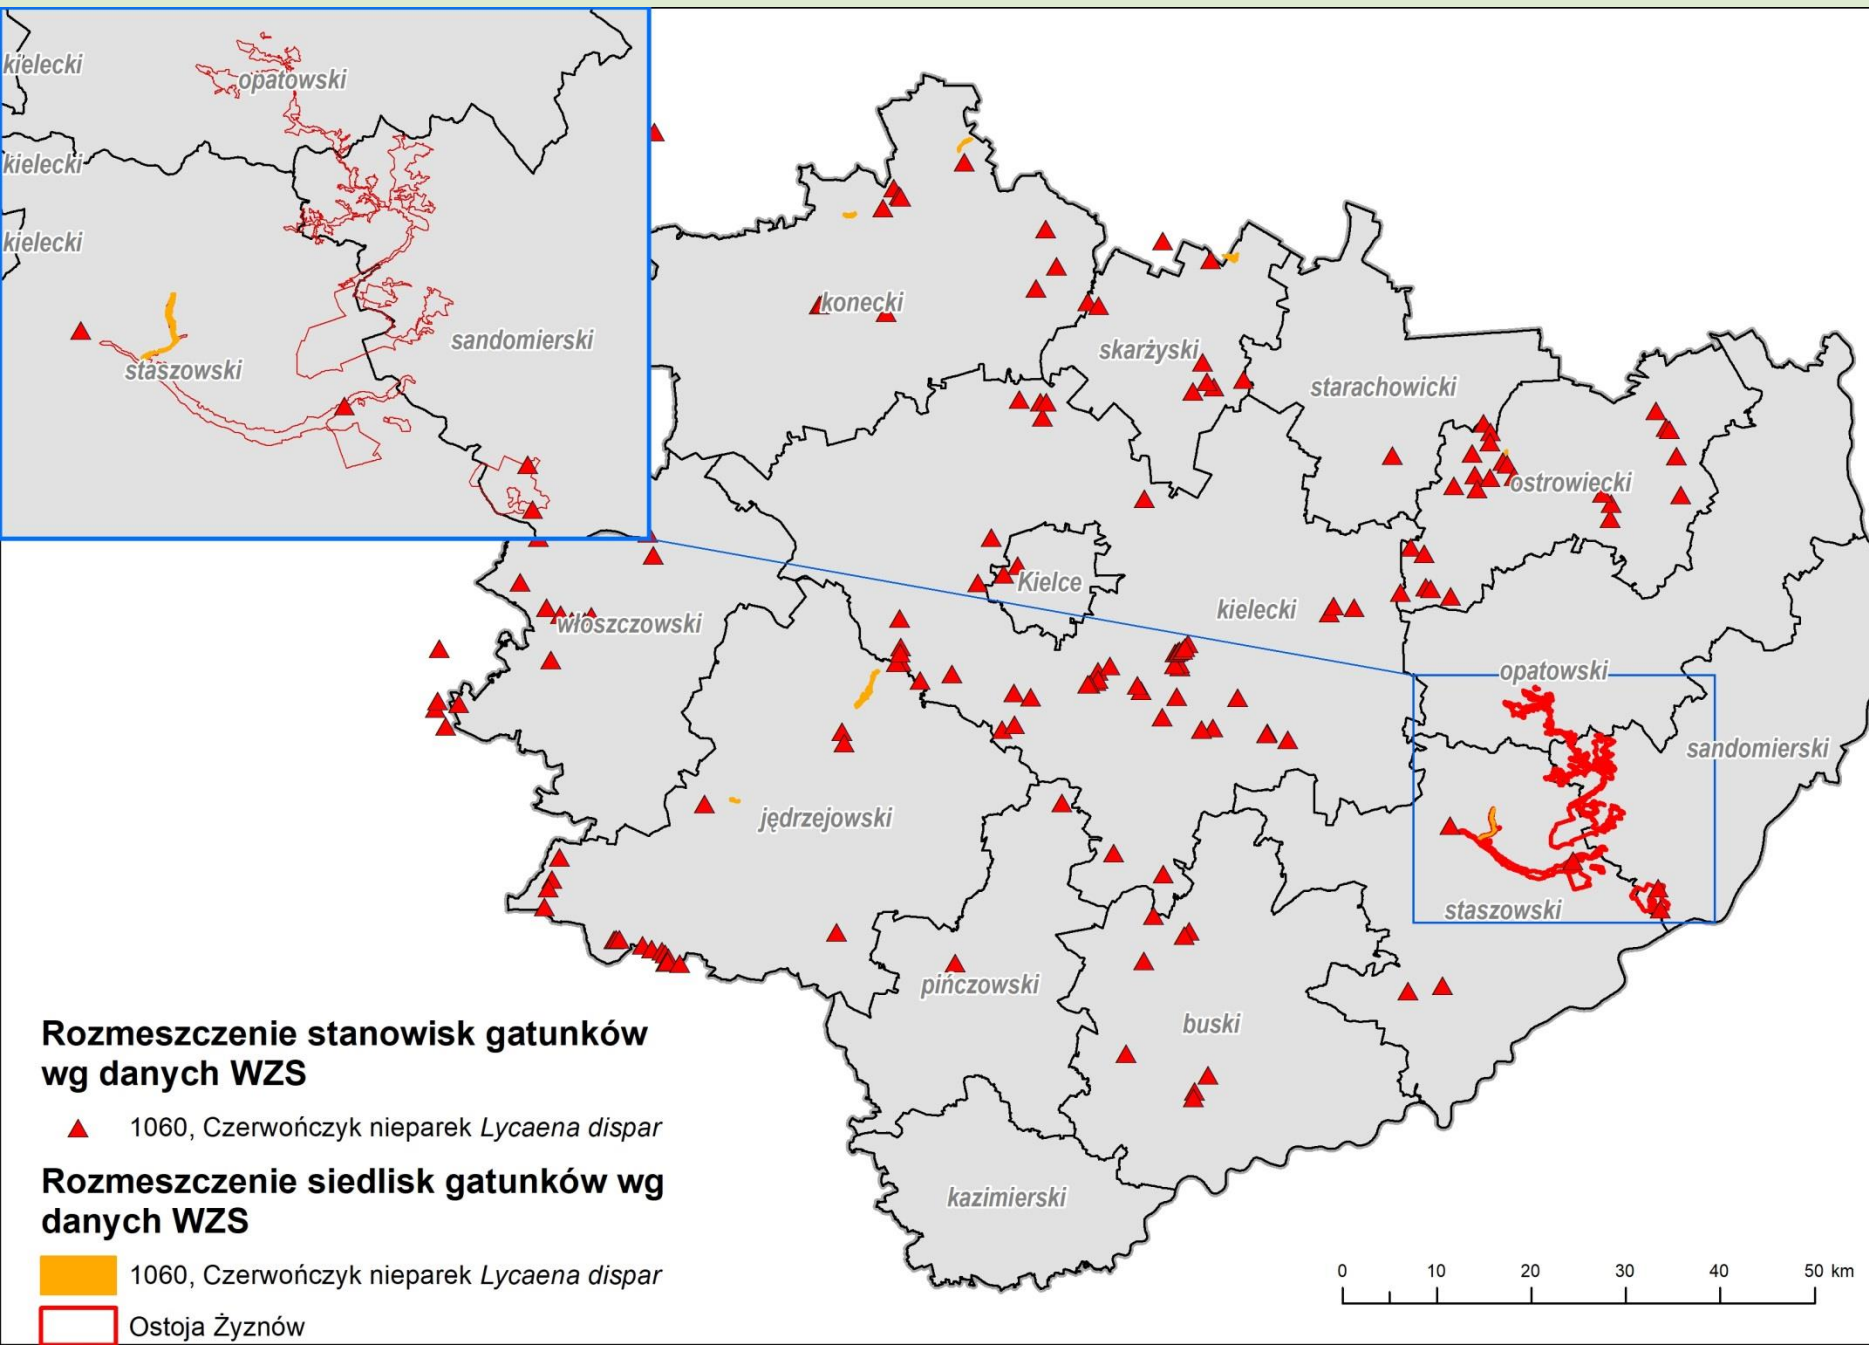 kielecki
opatowski
kielecki
kielecki
sandomierski
staszowski
konecki
skarżyski
starachowicki
ostrowiecki
Kielce
kielecki
włoszczowski
opatowski
sandomierski
jędrzejowski
staszowski
pińczowski
buski
kazimierski
Rozmeszczenie stanowisk gatunków
wg danych WZS
1060, Czerwończyk nieparek Lycaena dispar
Rozmeszczenie siedlisk gatunków wg
danych WZS
1060, Czerwończyk nieparek Lycaena dispar
Ostoja Żyznów
0 10 20 30 40 50 km